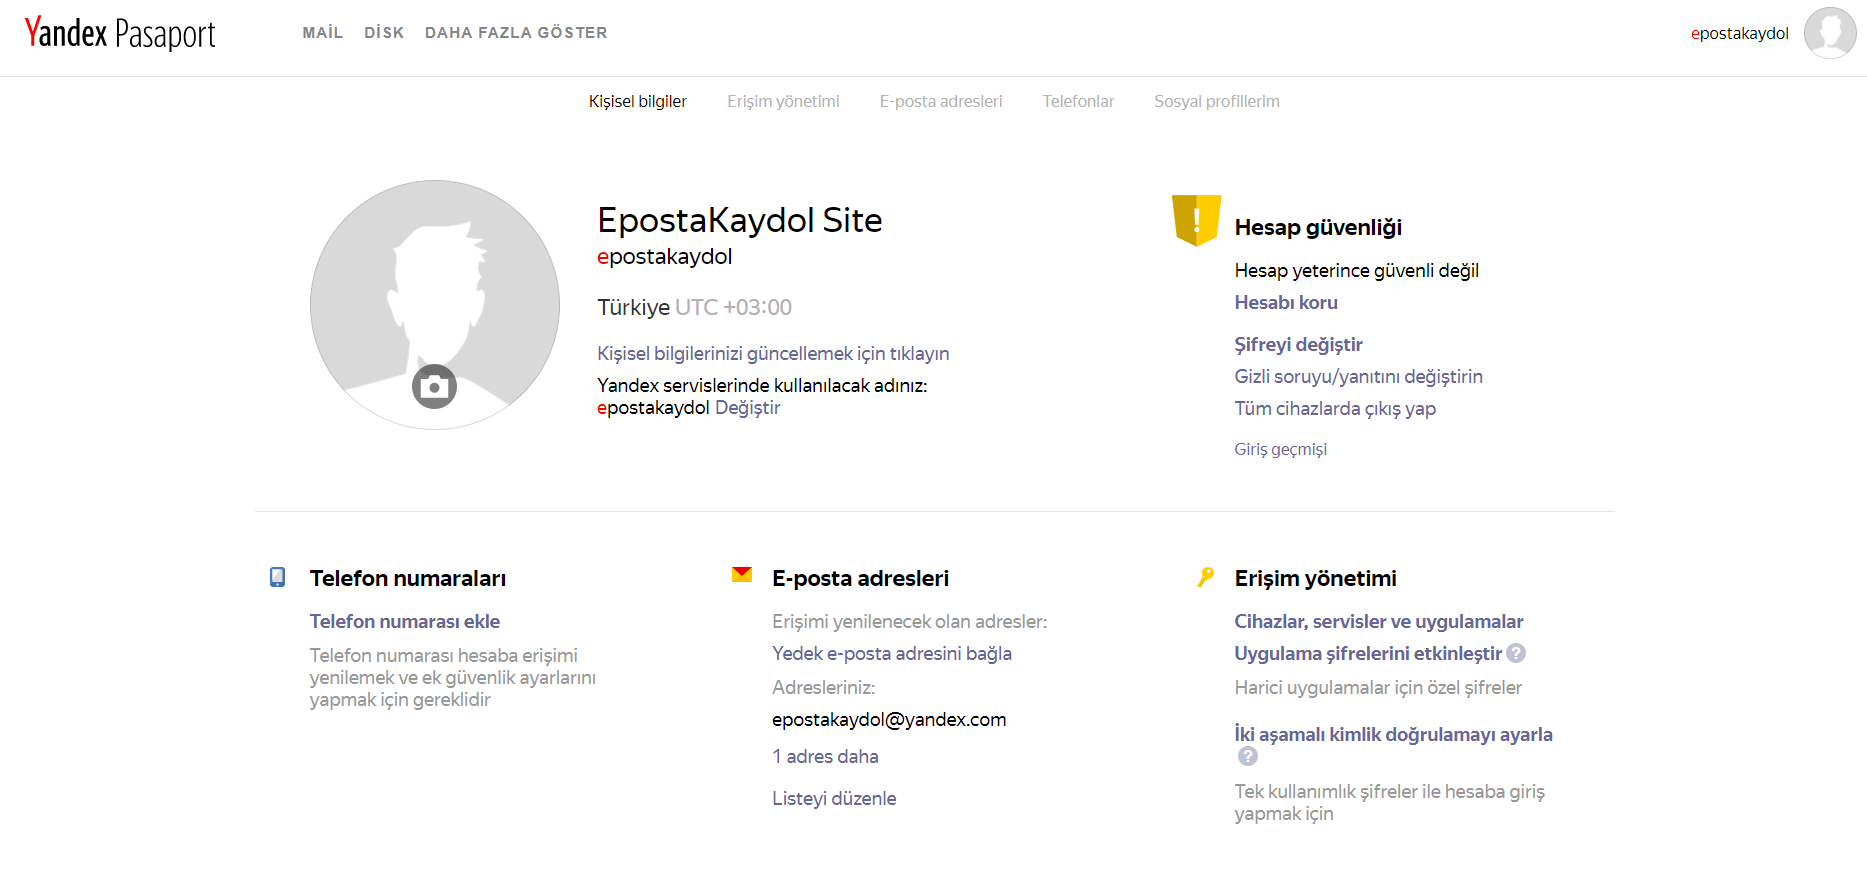 Yandex Pasaport
MAİL DİSK DAHA FAZLA GÖSTER
epostakaydol
Kişisel bilgiler Erişim yönetimi E-posta adresleri Telefonlar Sosyal profillerim
EpostaKaydol Site
epostakaydol
Türkiye UTC +03:00
Kişisel bilgilerinizi güncellemek için tıklayın
Yandex servislerinde kullanılacak adınız:
epostakaydol Değiştir
Hesap güvenliği
Hesap yeterince güvenli değil
Hesabı koru
Şifreyi değiştir
Gizli soruyu/yanıtını değiştirin
Tüm cihazlarda çıkış yap
Giriş geçmişi
Telefon numaraları
Telefon numarası ekle
Telefon numarası hesaba erişimi
yenilemek ve ek güvenlik ayarlarını
yapmak için gereklidir
E-posta adresleri
Erişimi yenilenecek olan adresler:
Yedek e-posta adresini bağla
Adresleriniz:
epostakaydol@yandex.com
1 adres daha
Listeyi düzenle
Erişim yönetimi
Cihazlar, servisler ve uygulamalar
Uygulama şifrelerini etkinleştir ?
Harici uygulamalar için özel şifreler
İki aşamalı kimlik doğrulamayı ayarla
?
Tek kullanımlık şifreler ile hesaba giriş
yapmak için